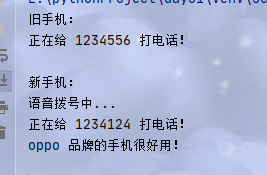 旧手机：
正在给 1234556 打电话！
新手机：
语音拨号中...
正在给 1234124 打电话！
oppo 品牌的手机很好用！